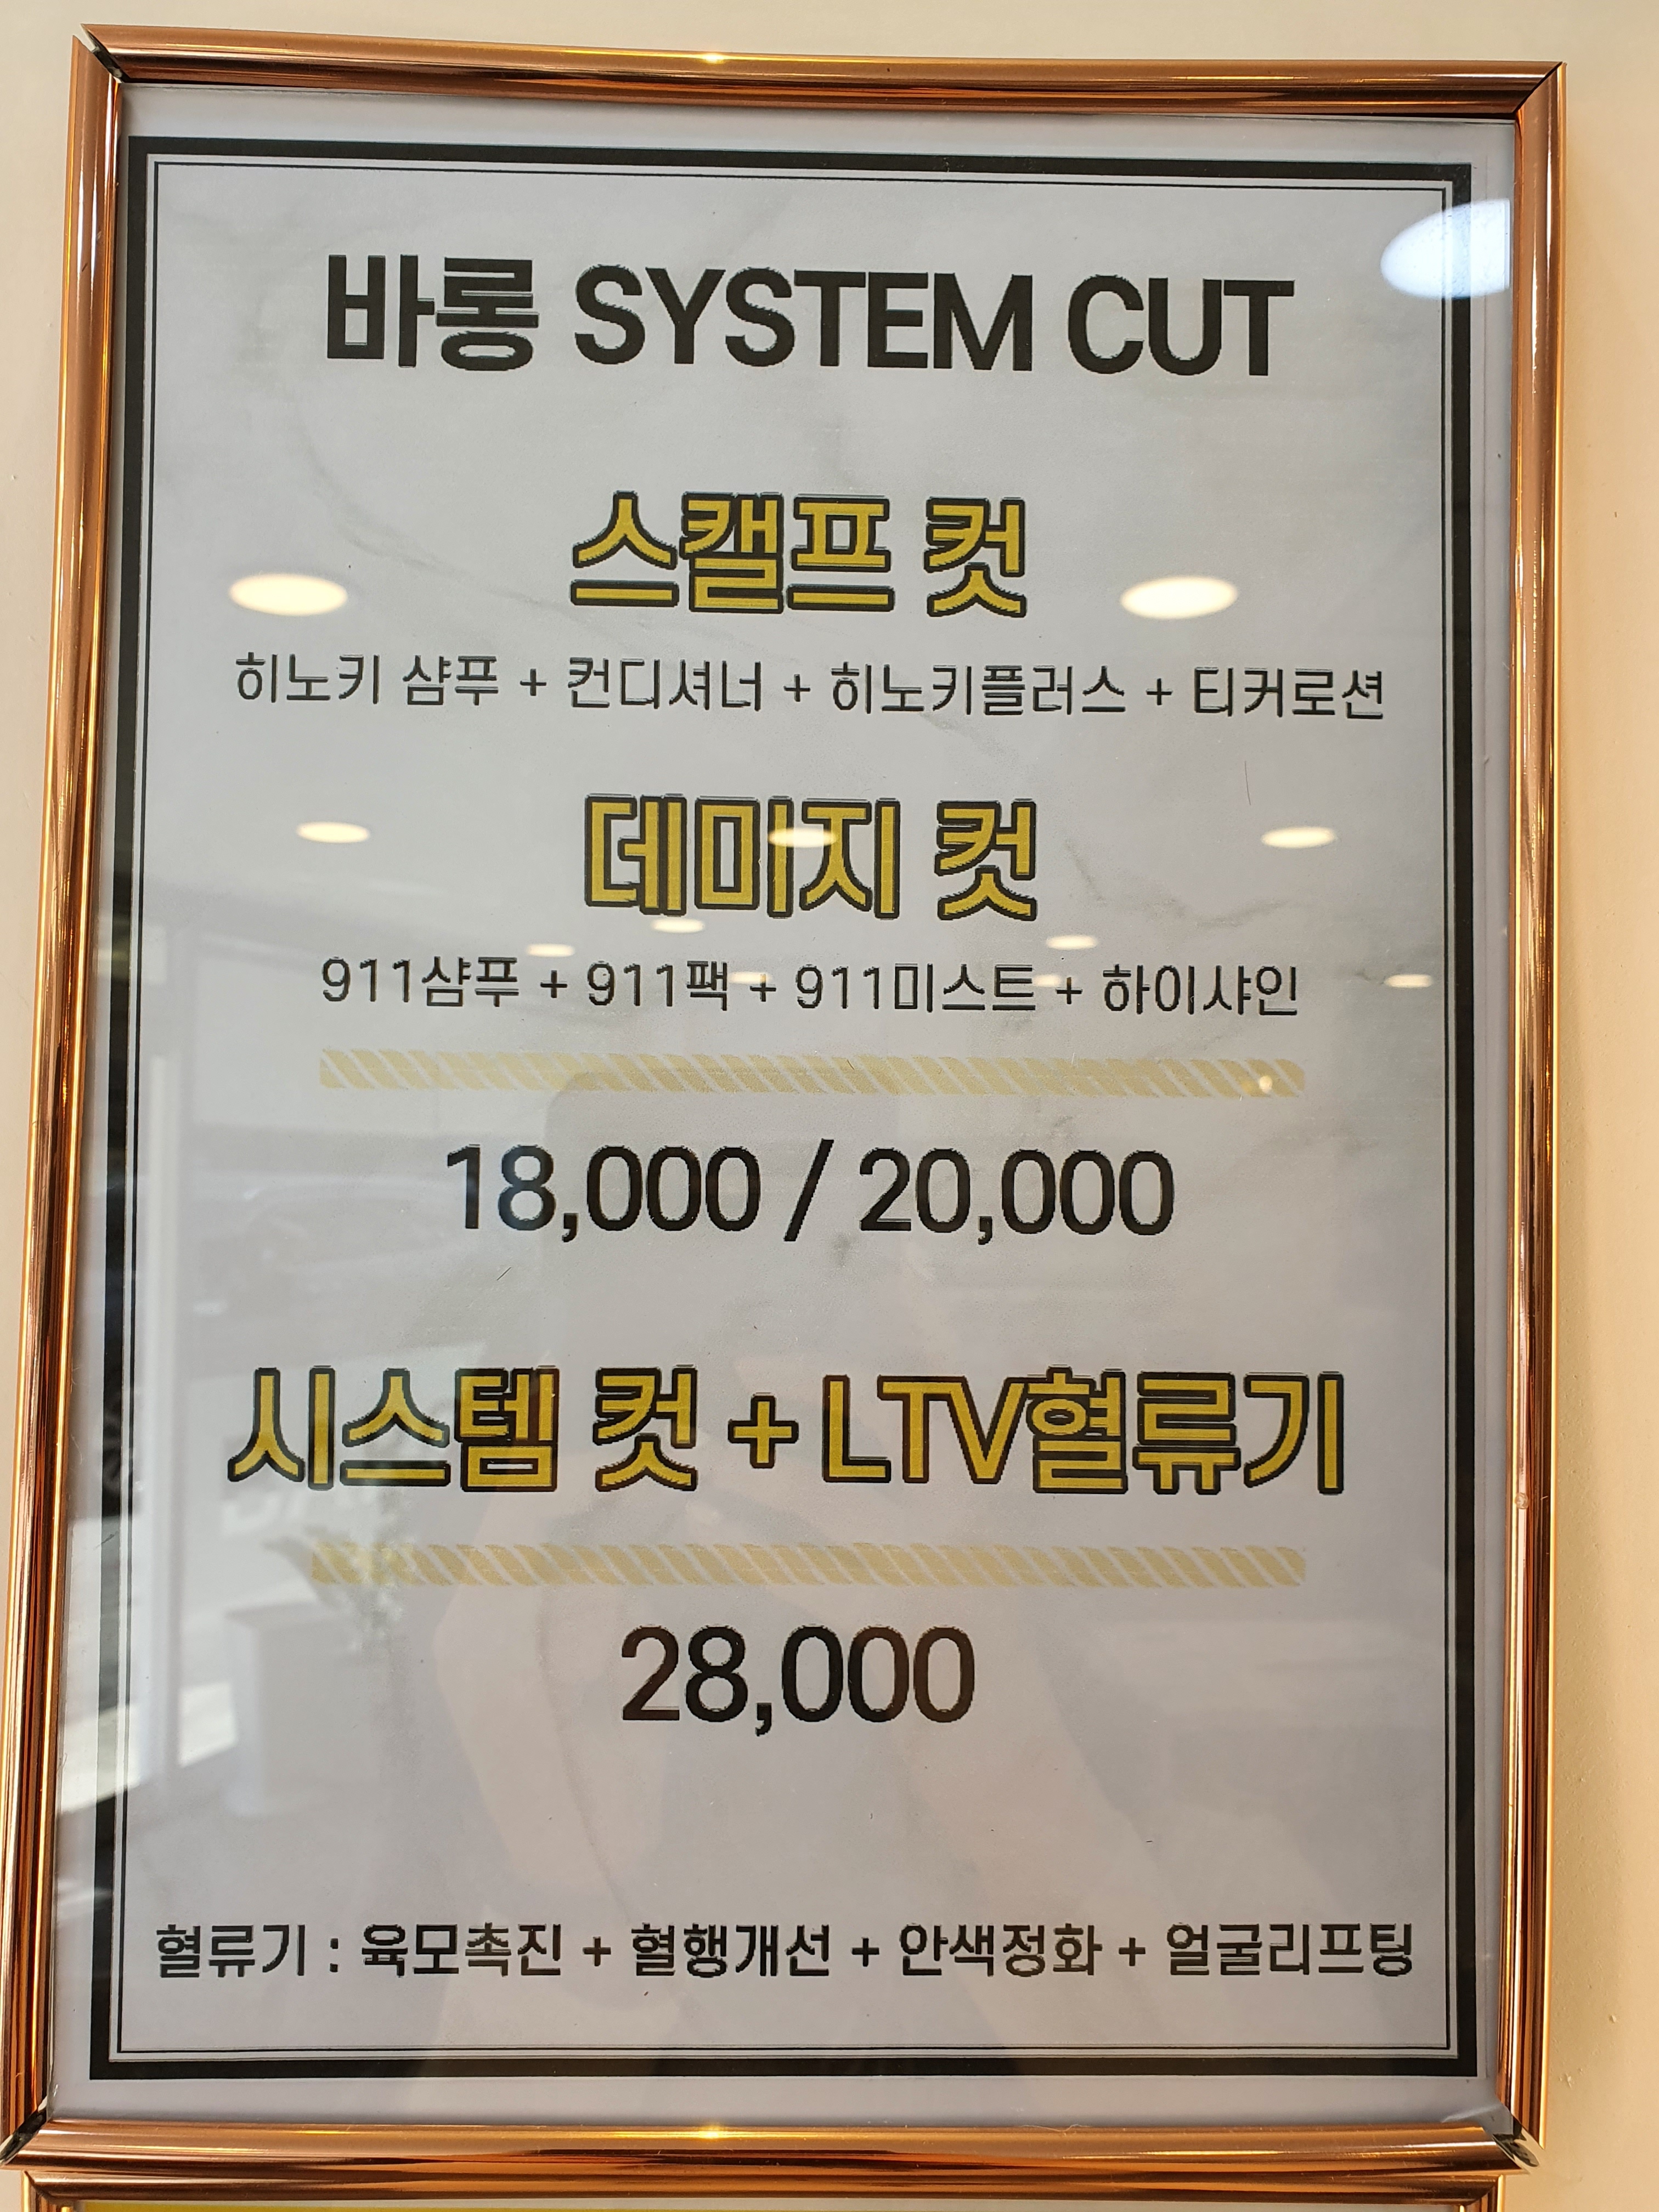 바롱 SYSTEM CUT
스캘프 컷
히노키 샴푸 + 컨디셔너 + 히노키플러스 + 티커로션
데미지 컷
911샴푸 + 911팩 + 911미스트 + 하이샤인
18,000 / 20,000
시스템 컷 + LTV혈류기
28,000
혈류기 : 육모촉진 + 혈행개선 + 안색정화 + 얼굴리프팅